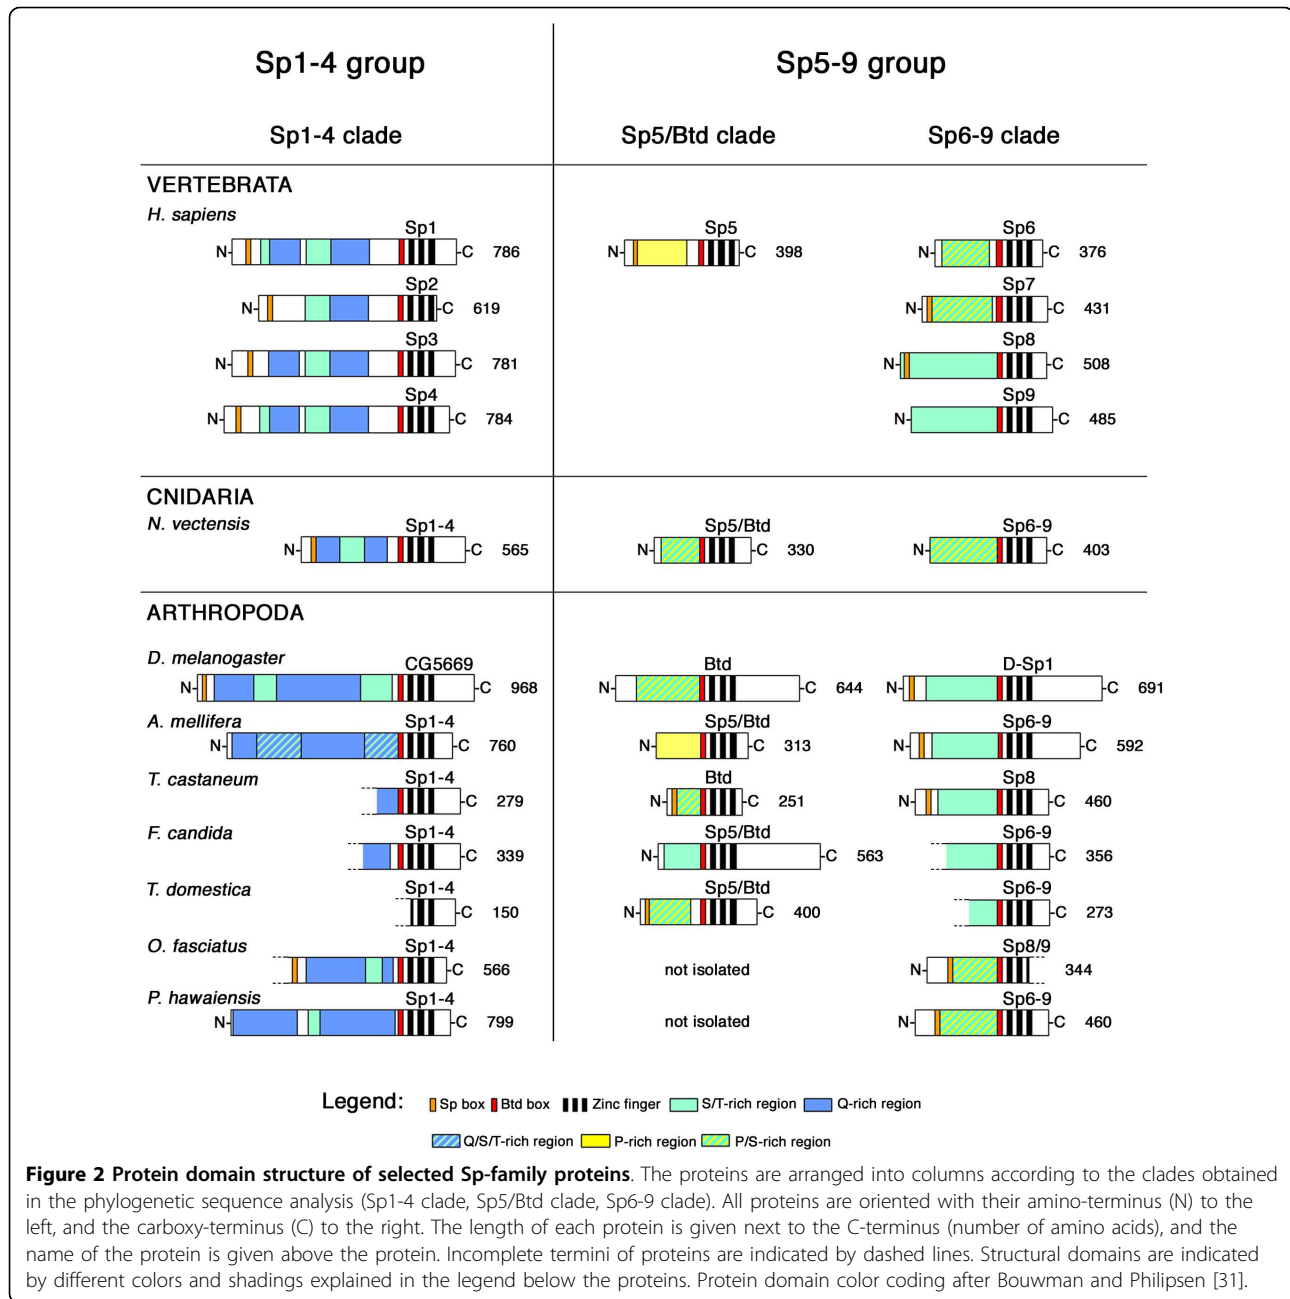 Sp1-4 group Sp5-9 group
Sp1-4 clade Sp5/Btd clade Sp6-9 clade
VERTEBRATA
H. sapiens
Sp1 Sp5 Sp6
N C 786 N C 398 N C 376
Sp2 Sp7
N C 619 N C 431
Sp3 Sp8
N C 781 N C 508
Sp4 Sp9
N C 784 N C 485
CNIDARIA
N. vectensis Sp1-4 Sp5/Btd Sp6-9
N C 565 N C 330 N C 403
ARTHROPODA
D. melanogaster CG5669 Btd D-Sp1
N C 968 N C 644 N C 691
A. mellifera Sp1-4 Sp5/Btd Sp6-9
N C 760 N C 313 N C 592
T. castaneum Sp1-4 Btd Sp8
C 279 N C 251 N C 460
F. candida Sp1-4 Sp5/Btd Sp6-9
C 339 N C 563 C 356
T. domestica Sp1-4 Sp5/Btd Sp6-9
C 150 N C 400 C 273
O. fasciatus Sp1-4 Sp8/9
C 566 not isolated N 344
P. hawaiensis Sp1-4 Sp6-9
N C 799 not isolated N C 460
Legend: Sp box Btd box Zinc finger S/T-rich region Q-rich region
Q/S/T-rich region P-rich region P/S-rich region
Figure 2 Protein domain structure of selected Sp-family proteins. The proteins are arranged into columns according to the clades obtained
in the phylogenetic sequence analysis (Sp1-4 clade, Sp5/Btd clade, Sp6-9 clade). All proteins are oriented with their amino-terminus (N) to the
left, and the carboxy-terminus (C) to the right. The length of each protein is given next to the C-terminus (number of amino acids), and the
name of the protein is given above the protein. Incomplete termini of proteins are indicated by dashed lines. Structural domains are indicated
by different colors and shadings explained in the legend below the proteins. Protein domain color coding after Bouwman and Philipsen [31].